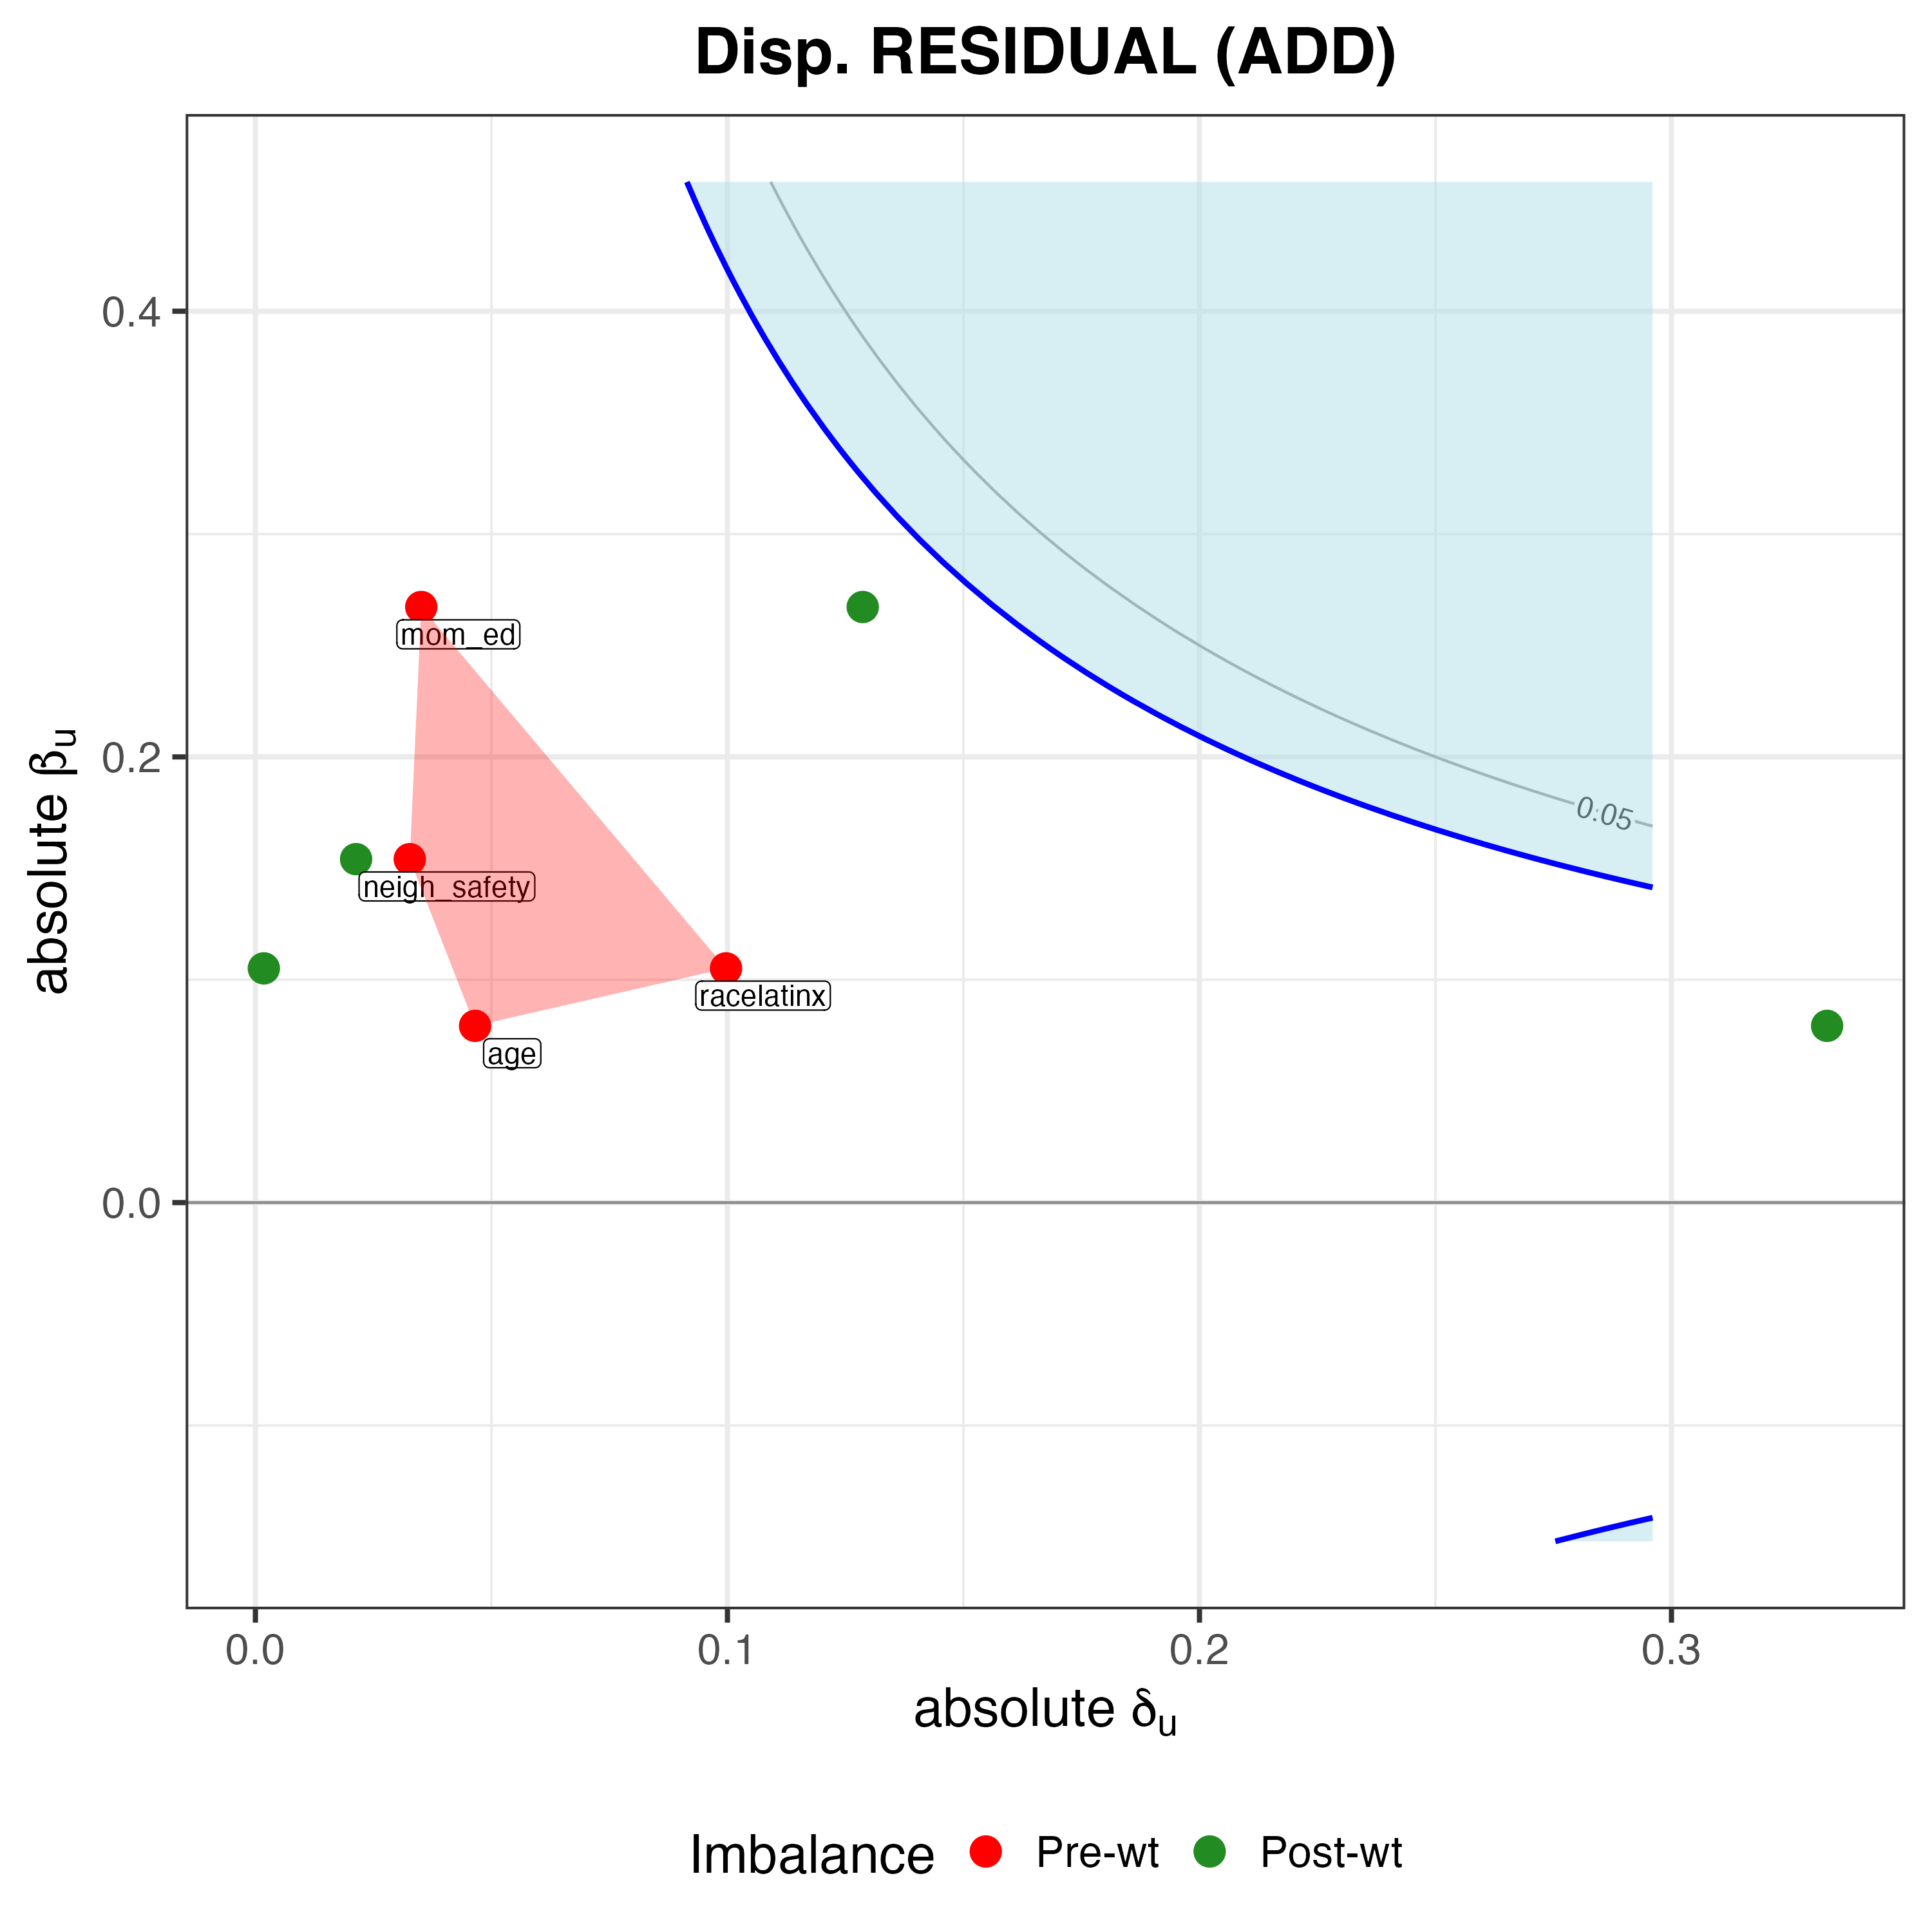 Disp. RESIDUAL (ADD)
absolute βu
0.4
0.2
0.0
mom_ed
neigh_safety
racelatinx
age
0.05
0.0 0.1 0.2 0.3
absolute δu
Imbalance Pre-wt Post-wt